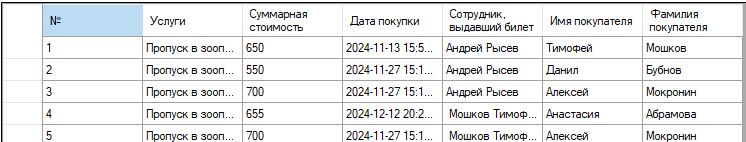 № Услуги Суммарная стоимость Дата покупки Сотрудник, выдавший билет Имя покупателя Фамилия покупателя
1 Пропуск в зооп... 650 2024-11-13 15:5... Андрей Рысев Тимофей Мошков
2 Пропуск в зооп... 550 2024-11-27 15:1... Андрей Рысев Данил Бубнов
3 Пропуск в зооп... 700 2024-11-27 15:1... Андрей Рысев Алексей Мокронин
4 Пропуск в зооп... 655 2024-12-12 20:2... Мошков Тимоф... Анастасия Абрамова
5 Пропуск в зооп... 700 2024-11-27 15:1... Мошков Тимоф... Алексей Мокронин